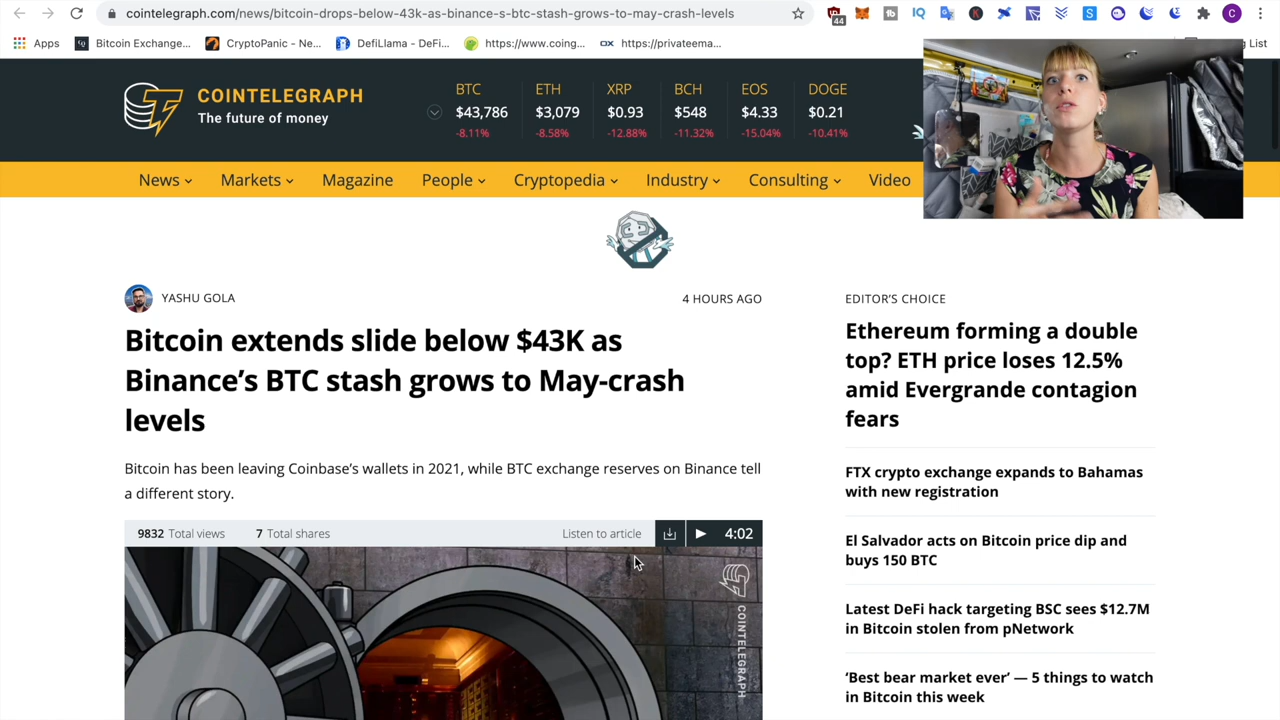 cointelegraph.com/news/bitcoin-drops-below-43k-as-binance-s-btc-stash-grows-to-may-crash-levels
44
IQ
S
C
Apps
Bitcoin Exchange...
CryptoPanic - Ne...
DefiLlama - DeFi...
https://www.coing...
https://privateema...
List
COINTELEGRAPH
The future of money
BTC
$43,786
-8.11%
ETH
$3,079
-8.58%
XRP
$0.93
-12.88%
BCH
$548
-11.32%
EOS
$4.33
-15.04%
DOGE
$0.21
-10.41%
News
Markets
Magazine
People
Cryptopedia
Industry
Consulting
Video
YASHU GOLA
4 HOURS AGO
Bitcoin extends slide below $43K as
Binance’s BTC stash grows to May-crash
levels
Bitcoin has been leaving Coinbase’s wallets in 2021, while BTC exchange reserves on Binance tell
a different story.
9832 Total views
7 Total shares
Listen to article
4:02
COINTELEGRAPH
EDITOR’S CHOICE
Ethereum forming a double
top? ETH price loses 12.5%
amid Evergrande contagion
fears
FTX crypto exchange expands to Bahamas
with new registration
El Salvador acts on Bitcoin price dip and
buys 150 BTC
Latest DeFi hack targeting BSC sees $12.7M
in Bitcoin stolen from pNetwork
‘Best bear market ever’ — 5 things to watch
in Bitcoin this week